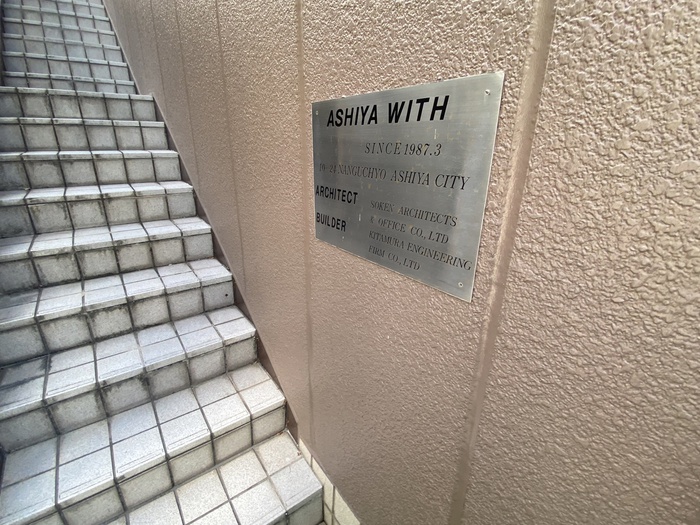 ASHIYA WITH
SINCE 1987.3
NANGUCHYO ASHIYA CITY
ARCHITECT
SOKEN ARCHITECTS
& OFFICE CO., LTD
BUILDER
KITAMURA ENGINEERING
FIRM CO., LTD